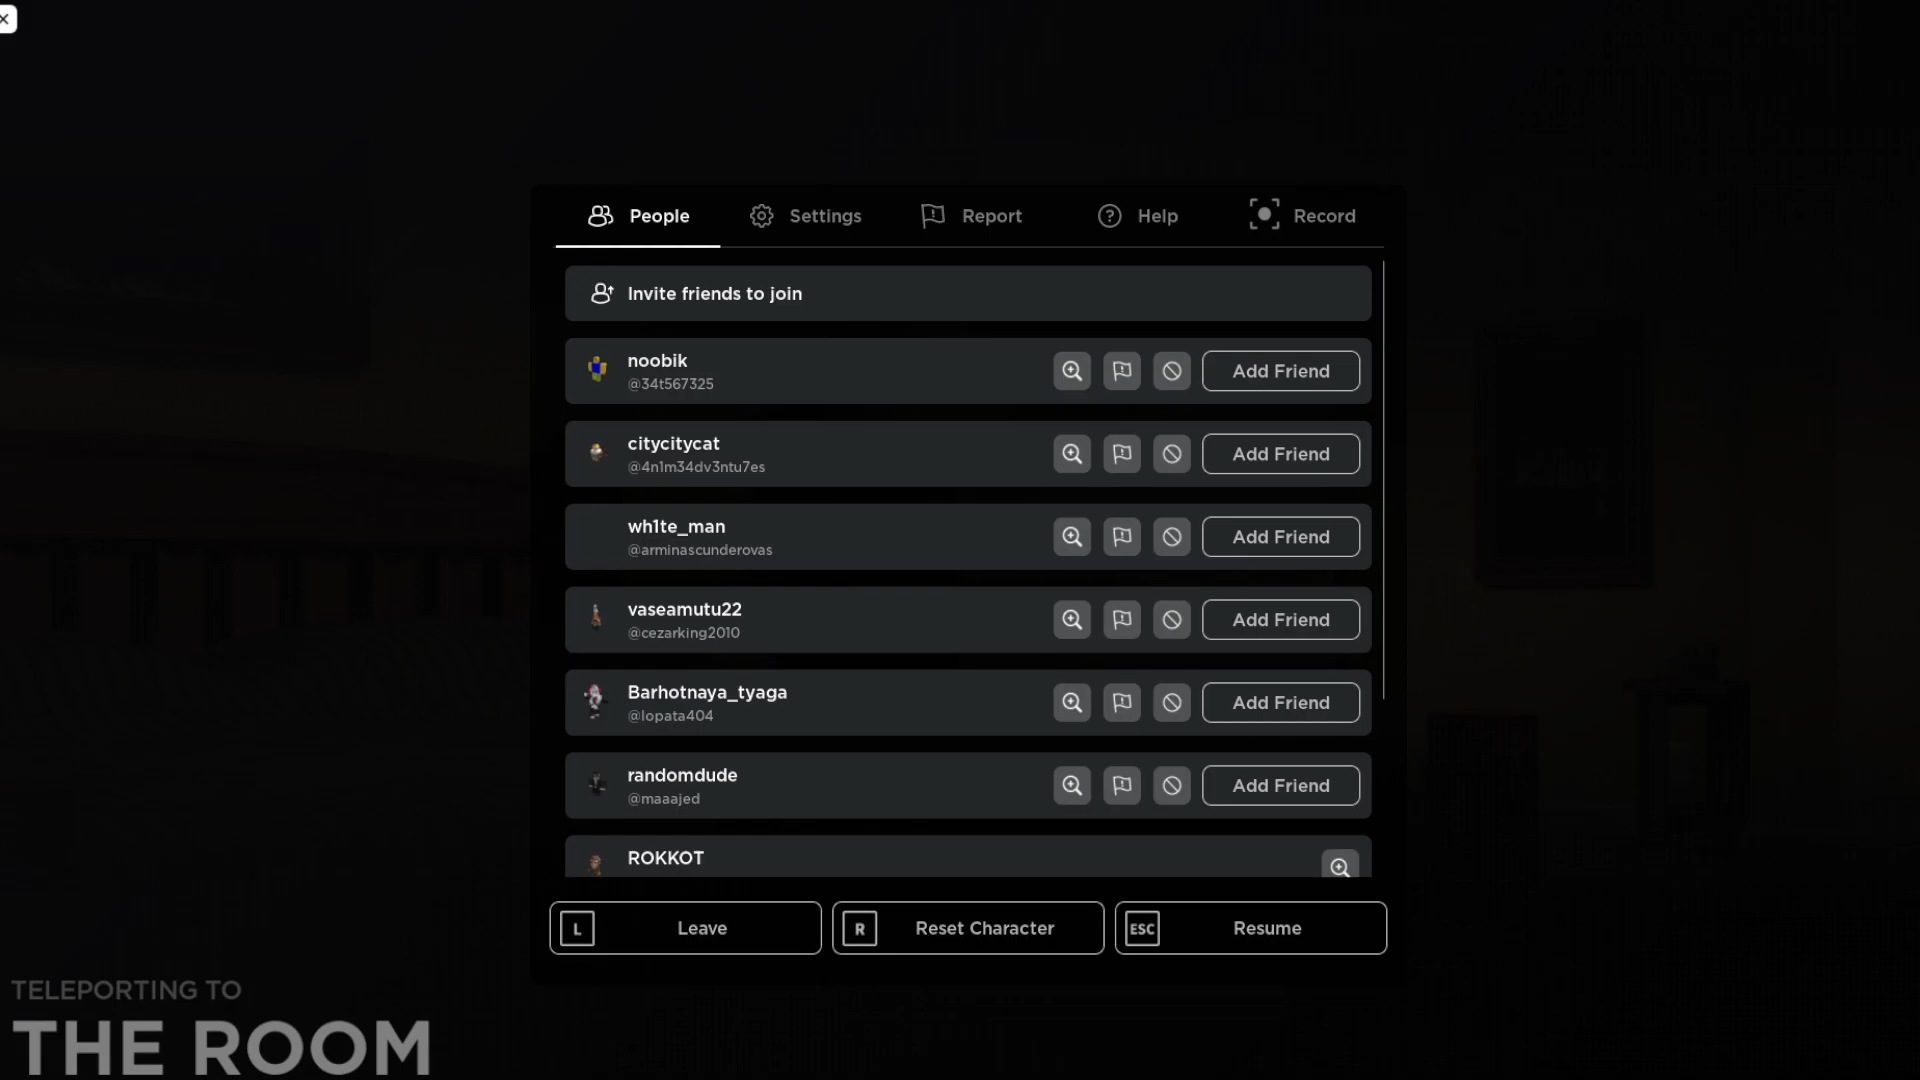 People Settings Report Help Record
Invite friends to join
noobik
@34t567325
Add Friend
citycitycat
@4n1m34dv3ntu7es
Add Friend
wh1te_man
@arminascunderovas
Add Friend
vaseamutu22
@cezarking2010
Add Friend
Barhotnaya_tyaga
@lopata404
Add Friend
randomdude
@maaajed
Add Friend
ROKKOT
L Leave R Reset Character ESC Resume
TELEPORTING TO
THE ROOM